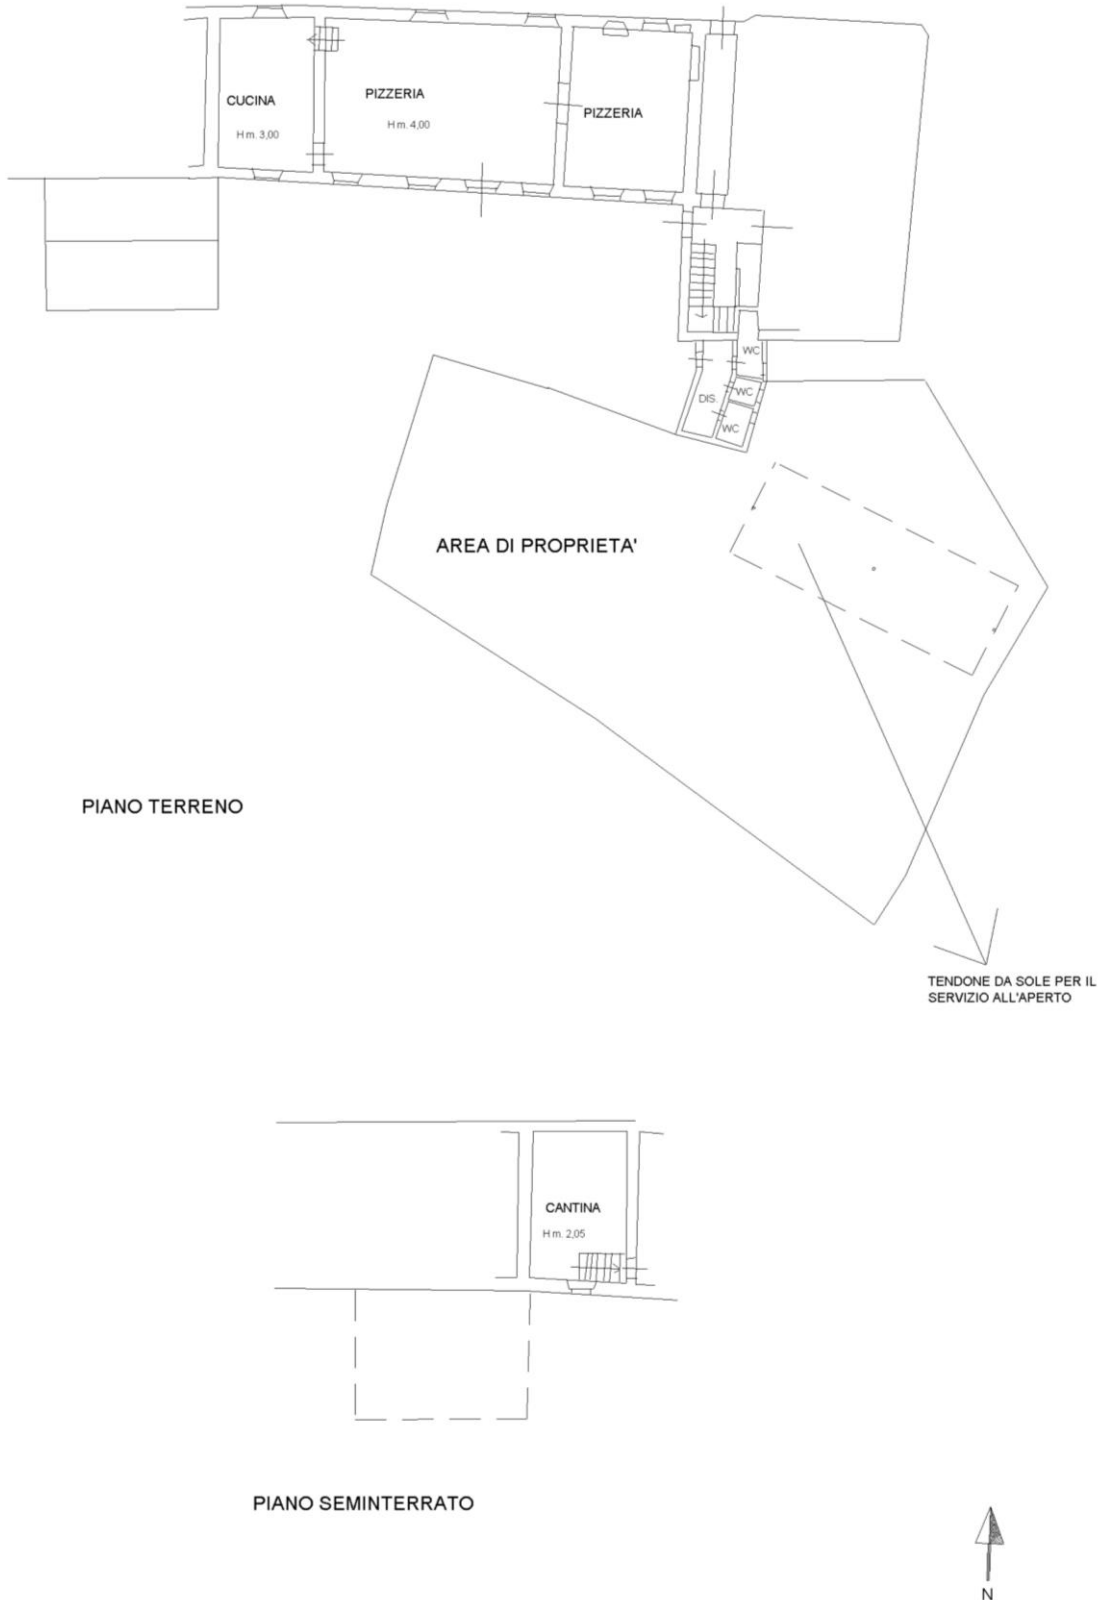 CUCINA
H m. 3,00
PIZZERIA
H m. 4,00
PIZZERIA
WC
WC
DIS.
WC
AREA DI PROPRIETA'
PIANO TERRENO
TENDONE DA SOLE PER IL
SERVIZIO ALL'APERTO
CANTINA
H m. 2,05
PIANO SEMINTERRATO
N